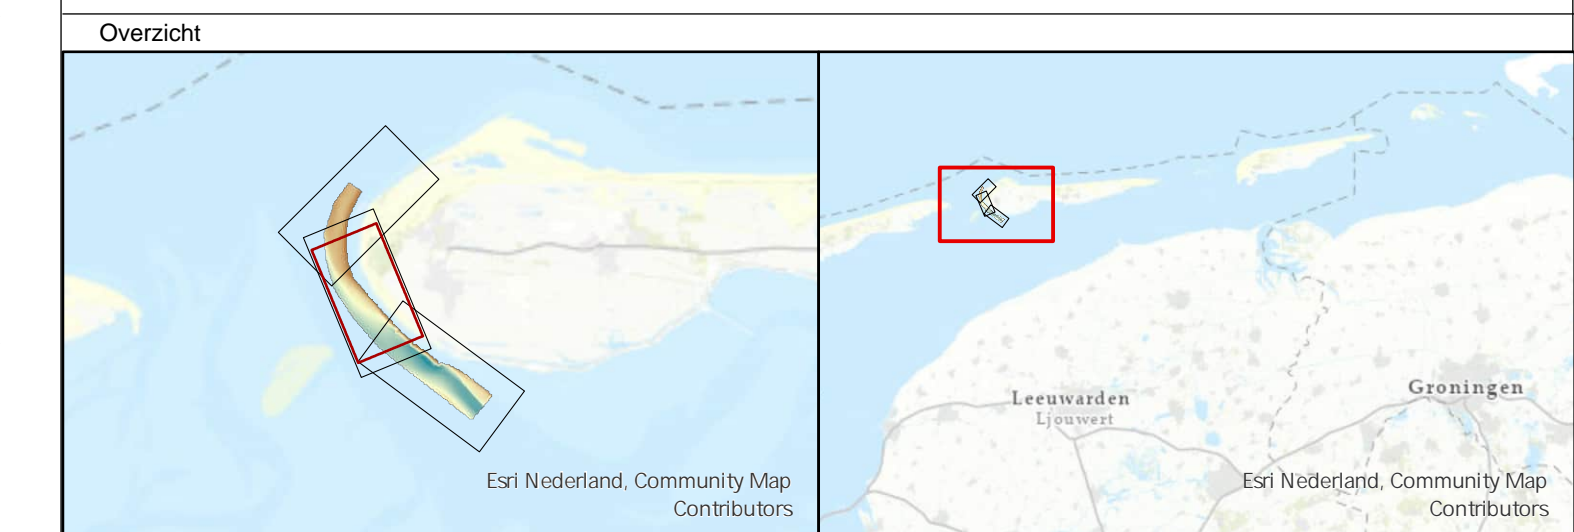 Overzicht
Esri Nederland, Community Map
Contributors
Leeuwarden
Ljouwert
Groningen
Esri Nederland, Community Map
Contributors